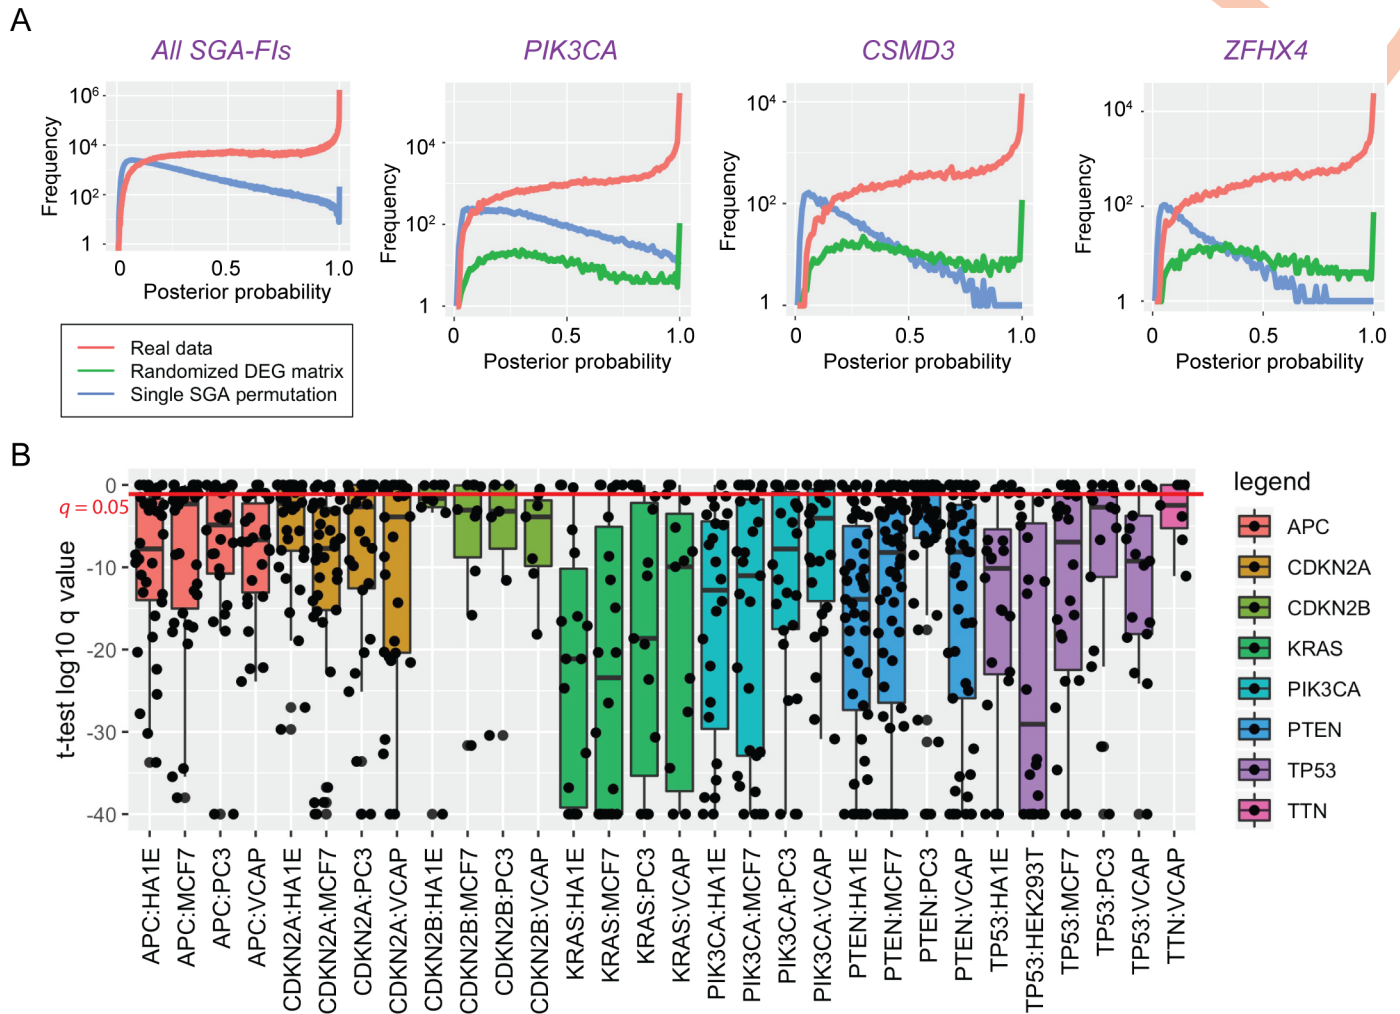 A
All SGA-FIs
PIK3CA
CSMD3
ZFHX4
Frequency
10⁶
10⁴
10²
1
0
0.5
1.0
Posterior probability
Frequency
10⁴
10²
1
0
0.5
1.0
Posterior probability
Frequency
10⁴
10²
1
0
0.5
1.0
Posterior probability
Frequency
10⁴
10²
1
0
0.5
1.0
Posterior probability
Real data
Randomized DEG matrix
Single SGA permutation
B
t-test log10 q value
0
q = 0.05
-10
-20
-30
-40
APC:HA1E
APC:MCF7
APC:PC3
APC:VCAP
CDKN2A:HA1E
CDKN2A:MCF7
CDKN2A:PC3
CDKN2A:VCAP
CDKN2B:HA1E
CDKN2B:MCF7
CDKN2B:PC3
CDKN2B:VCAP
KRAS:HA1E
KRAS:MCF7
KRAS:PC3
KRAS:VCAP
PIK3CA:HA1E
PIK3CA:MCF7
PIK3CA:PC3
PIK3CA:VCAP
PTEN:HA1E
PTEN:MCF7
PTEN:PC3
PTEN:VCAP
TP53:HA1E
TP53:HEK293T
TP53:MCF7
TP53:PC3
TP53:VCAP
TTN:VCAP
legend
APC
CDKN2A
CDKN2B
KRAS
PIK3CA
PTEN
TP53
TTN